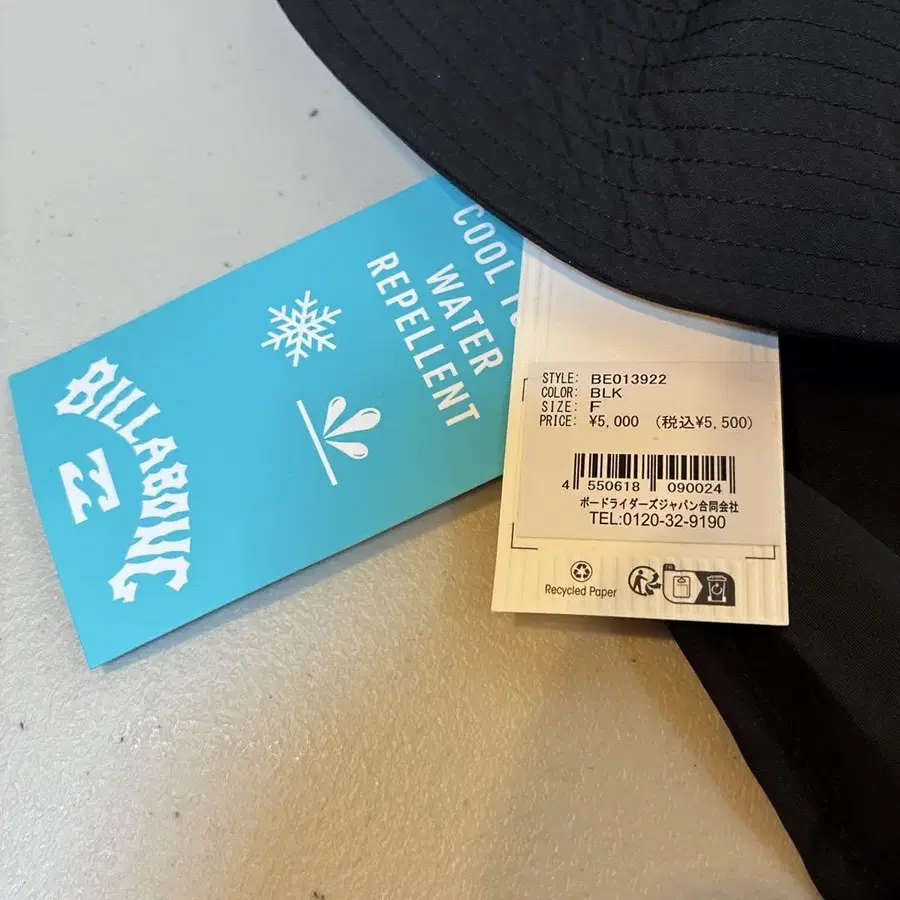 BILLABONG
COOL
WATER
REPELLENT
STYLE: BE013922
COLOR: BLK
SIZE: F
PRICE: ¥5,000 (税込¥5,500)
4 550618 090024
ボードライダーズジャパン合同会社
TEL:0120-32-9190
Recycled Paper